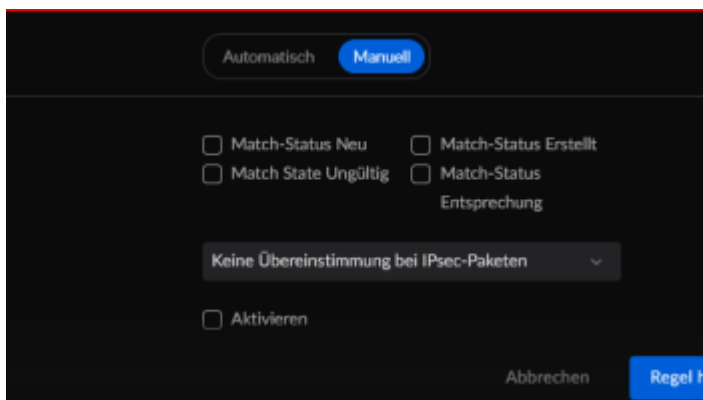 Automatisch Manuell
Match-Status Neu Match-Status Erstellt
Match State Ungültig Match-Status
Entsprechung
Keine Übereinstimmung bei IPsec-Paketen
Aktivieren
Abbrechen Regel